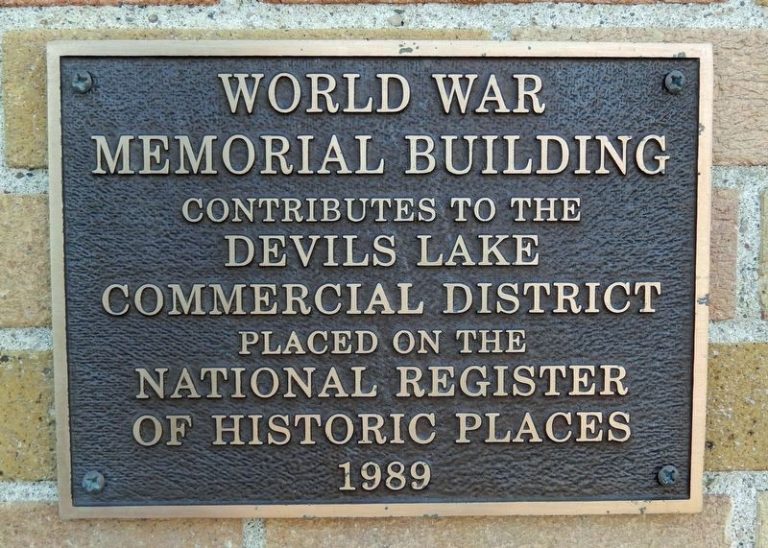 WORLD WAR
MEMORIAL BUILDING
CONTRIBUTES TO THE
DEVILS LAKE
COMMERCIAL DISTRICT
PLACED ON THE
NATIONAL REGISTER
OF HISTORIC PLACES
1989